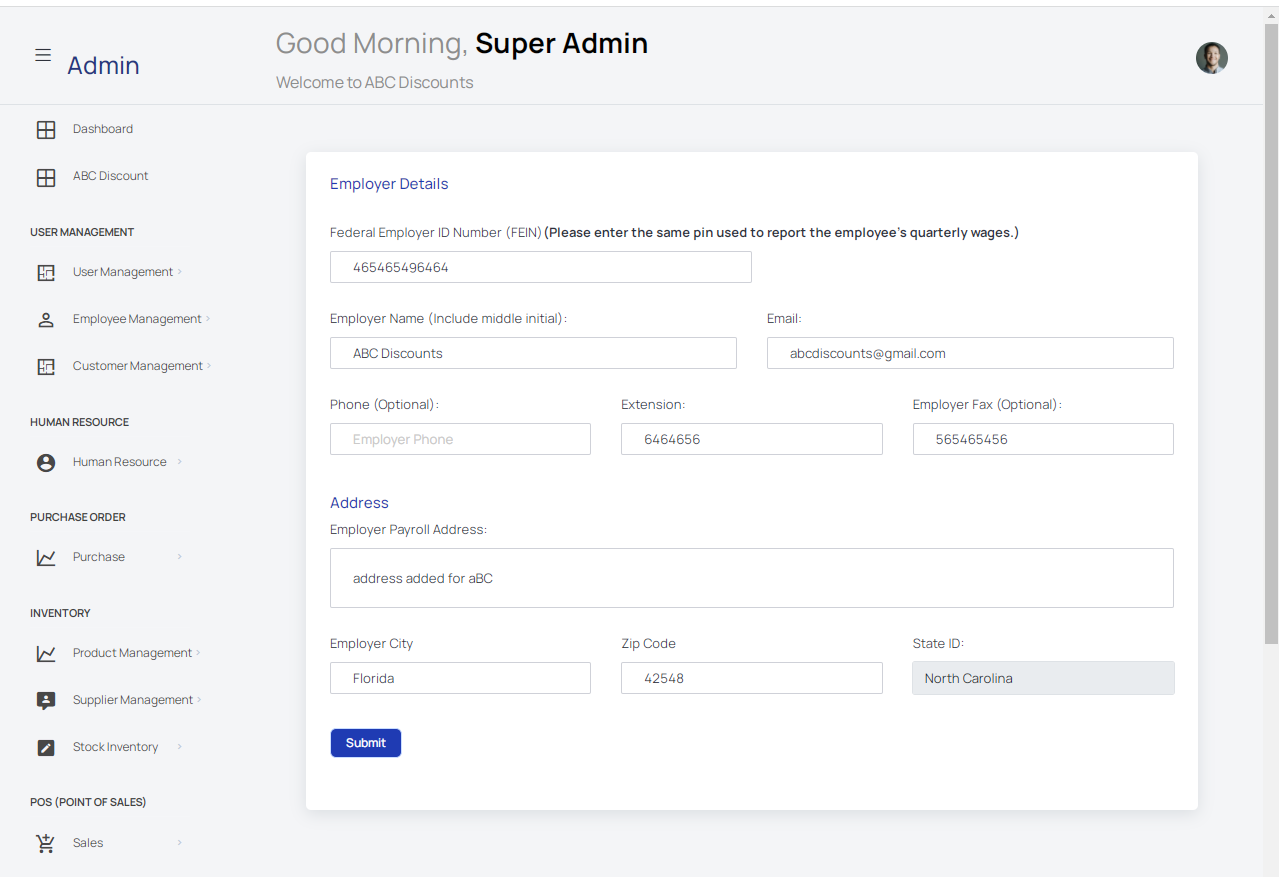 Admin
Good Morning, Super Admin
Welcome to ABC Discounts
Dashboard
ABC Discount
USER MANAGEMENT
User Management
Employee Management
Customer Management
HUMAN RESOURCE
Human Resource
PURCHASE ORDER
Purchase
INVENTORY
Product Management
Supplier Management
Stock Inventory
POS (POINT OF SALES)
Sales
Employer Details
Federal Employer ID Number (FEIN) (Please enter the same pin used to report the employee's quarterly wages.)
465465496464
Employer Name (Include middle initial): Email:
ABC Discounts abcdiscounts@gmail.com
Phone (Optional): Extension: Employer Fax (Optional):
Employer Phone 6464656 565465456
Address
Employer Payroll Address:
address added for aBC
Employer City Zip Code State ID:
Florida 42548 North Carolina
Submit